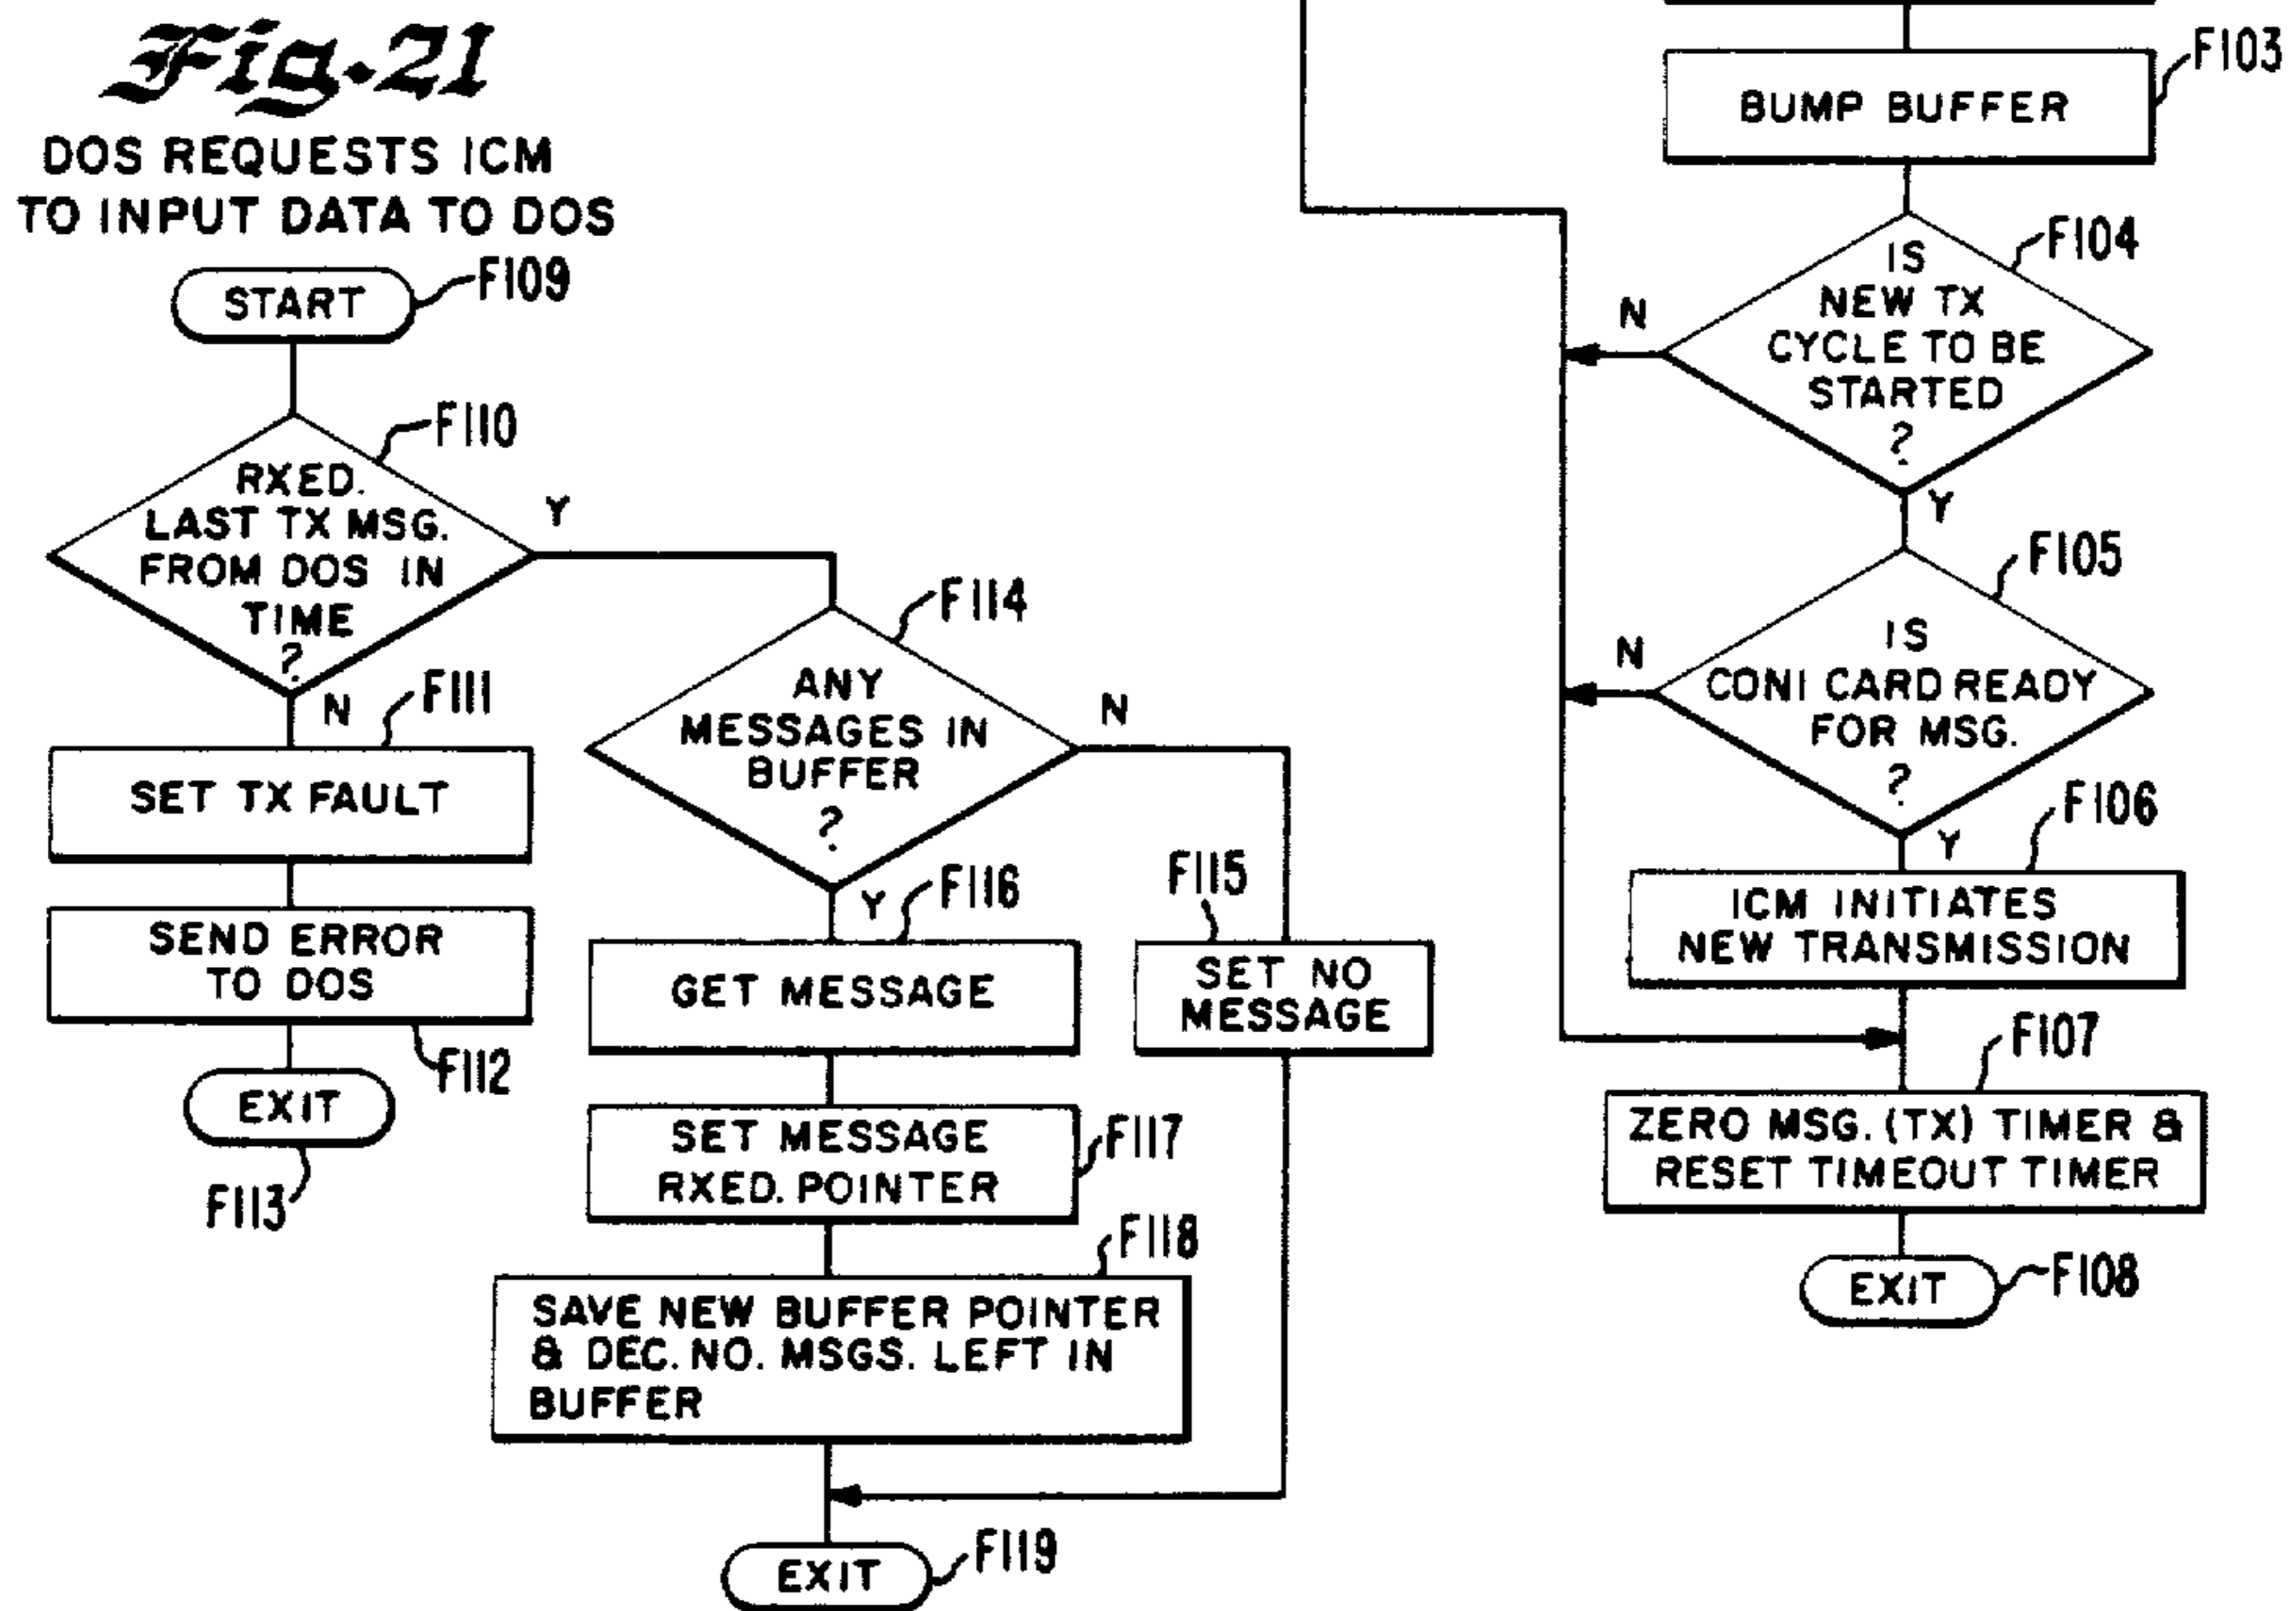 Fig. 21
DOS REQUESTS ICM
TO INPUT DATA TO DOS
START
F109
F110
RXED.
LAST TX MSG.
FROM DOS IN
TIME
?
Y
N
F111
SET TX FAULT
SEND ERROR
TO DOS
F112
EXIT
F113
F114
ANY
MESSAGES IN
BUFFER
?
N
Y
F115
SET NO
MESSAGE
F116
GET MESSAGE
SET MESSAGE
RXED. POINTER
F117
F118
SAVE NEW BUFFER POINTER
& DEC. NO. MSGS. LEFT IN
BUFFER
EXIT
F119
F103
BUMP BUFFER
F104
IS
NEW TX
CYCLE TO BE
STARTED
?
N
Y
F105
IS
CONI CARD READY
FOR MSG.
?
N
Y
F106
ICM INITIATES
NEW TRANSMISSION
F107
ZERO MSG. (TX) TIMER &
RESET TIMEOUT TIMER
EXIT
F108